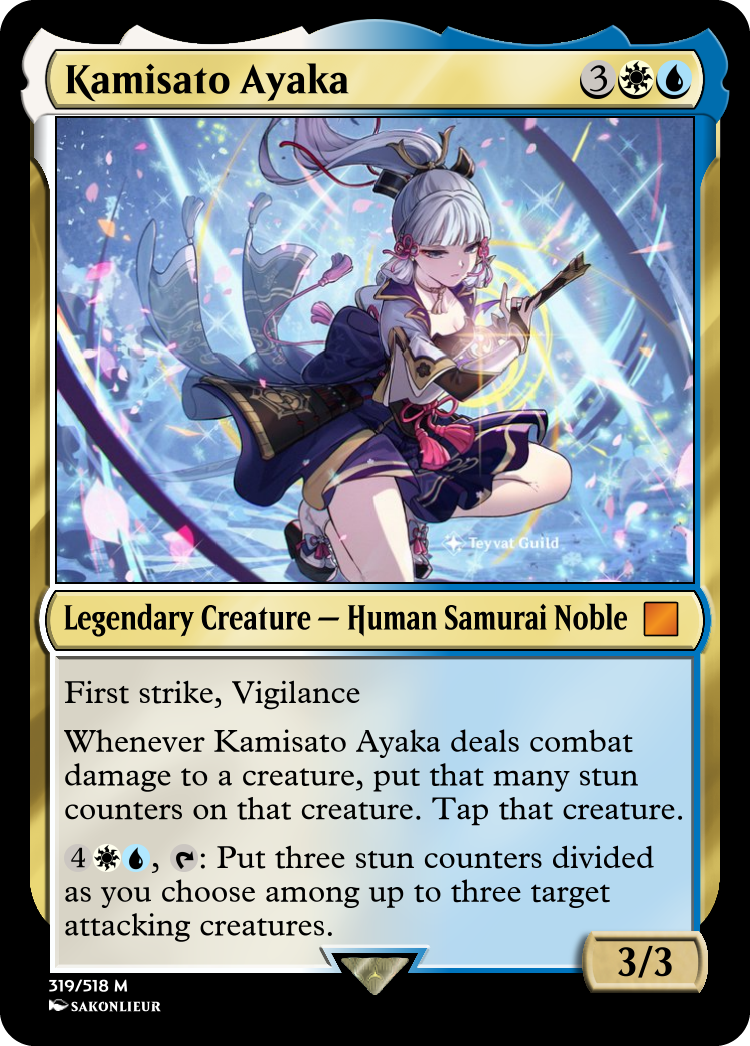 Kamisato Ayaka 3
Teyvat Guild
Legendary Creature — Human Samurai Noble
First strike, Vigilance
Whenever Kamisato Ayaka deals combat
damage to a creature, put that many stun
counters on that creature. Tap that creature.
4, : Put three stun counters divided
as you choose among up to three target
attacking creatures.
3/3
319/518 M
SAKONLIEUR